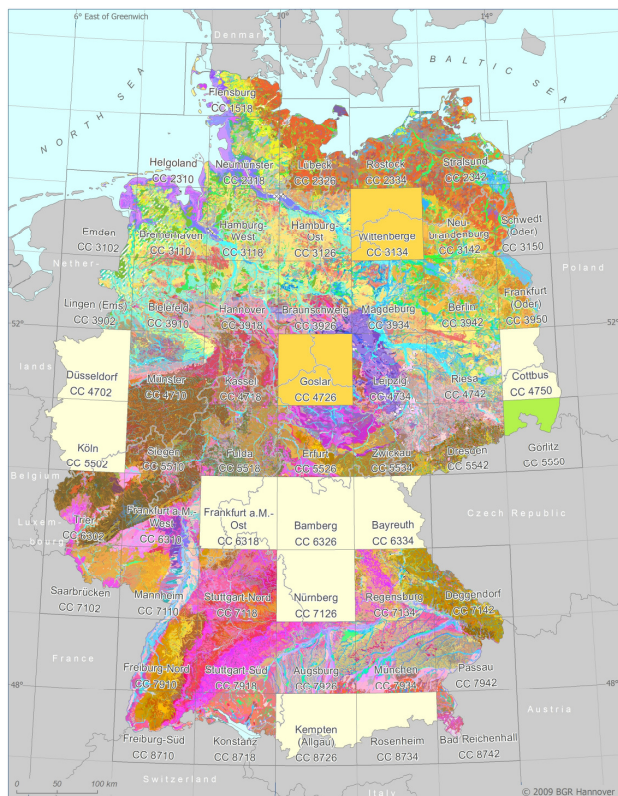 6° East of Greenwich
10°
14°
Denmark
NORTH SEA
BALTIC SEA
Flensburg
CC 1518
Helgoland
CC 2310
Neumünster
CC 2318
Lübeck
CC 2326
Rostock
CC 2334
Stralsund
CC 2342
Emden
CC 3102
Bremerhaven
CC 3110
Hamburg-
West
CC 3118
Hamburg-
Ost
CC 3126
Wittenberge
CC 3134
Neu-
brandenburg
CC 3142
Schwedt
(Oder)
CC 3150
Nether-
lands
Poland
Lingen (Ems)
CC 3902
Bielefeld
CC 3910
Hannover
CC 3918
Braunschweig
CC 3926
Magdeburg
CC 3934
Berlin
CC 3942
Frankfurt
(Oder)
CC 3950
52°
52°
Düsseldorf
CC 4702
Münster
CC 4710
Kassel
CC 4718
Goslar
CC 4726
Leipzig
CC 4734
Riesa
CC 4742
Cottbus
CC 4750
Köln
CC 5502
Siegen
CC 5510
Fulda
CC 5518
Erfurt
CC 5526
Zwickau
CC 5534
Dresden
CC 5542
Görlitz
CC 5550
Belgium
Luxem-
bourg
Czech Republic
Trier
CC 6302
Frankfurt a.M.-
West
CC 6310
Frankfurt a.M.-
Ost
CC 6318
Bamberg
CC 6326
Bayreuth
CC 6334
Saarbrücken
CC 7102
Mannheim
CC 7110
Stuttgart-Nord
CC 7118
Nürnberg
CC 7126
Regensburg
CC 7134
Deggendorf
CC 7142
France
Freiburg-Nord
CC 7910
Stuttgart-Süd
CC 7918
Augsburg
CC 7926
München
CC 7934
Passau
CC 7942
48°
48°
Austria
Freiburg-Süd
CC 8710
Konstanz
CC 8718
Kempten
(Allgäu)
CC 8726
Rosenheim
CC 8734
Bad Reichenhall
CC 8742
Switzerland
Italy
0 50 100 km
© 2009 BGR Hannover